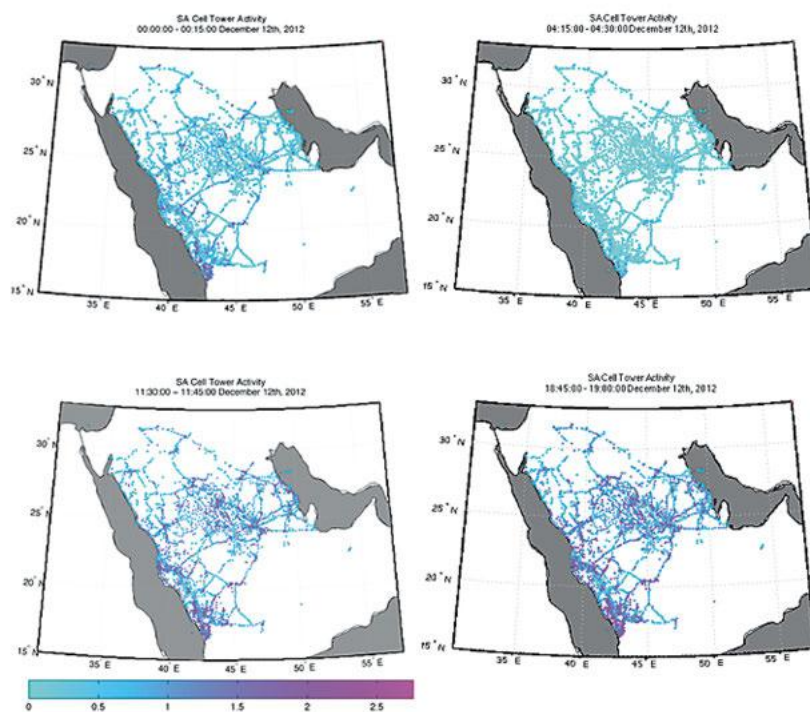 SA Cell Tower Activity
00:00:00 - 00:15:00 December 12th, 2012
30° N
25° N
20° N
15° N
35 E
40 E
45 E
50 E
55 E
SA Cell Tower Activity
04:15:00 - 04:30:00 December 12th, 2012
30° N
25° N
20° N
15° N
35 E
40 E
45 E
50 E
55 E
SA Cell Tower Activity
11:30:00 - 11:45:00 December 12th, 2012
30° N
25° N
20° N
15° N
35 E
40 E
45 E
50 E
55 E
SA Cell Tower Activity
18:45:00 - 19:00:00 December 12th, 2012
30° N
25° N
20° N
15° N
35 E
40 E
45 E
50 E
55 E
0 0.5 1 1.5 2 2.5